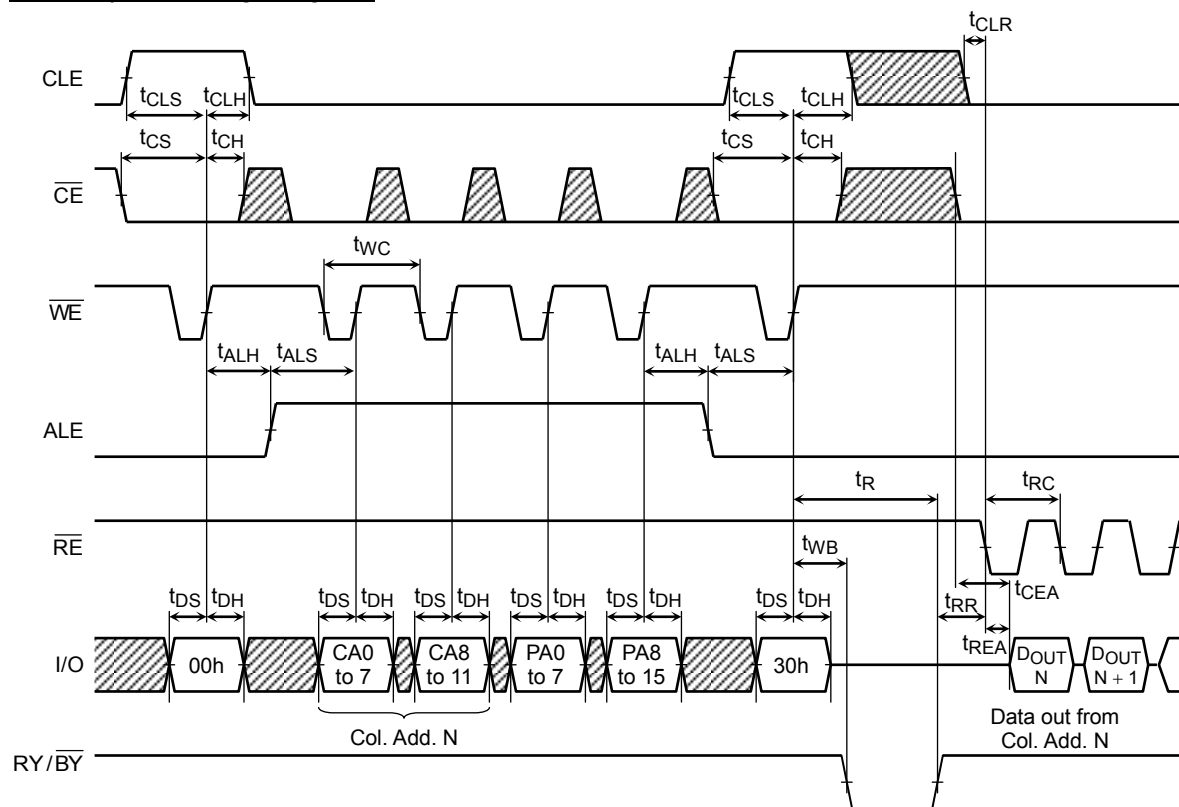 tCLR
CLE
tCLS tCLH tCLS tCLH
tCS tCH tCS tCH
CE
tWC
WE
tALH tALS tALH tALS
ALE
tR
tRC
RE
tWB
tCEA
tDS tDH tDS tDH tDS tDH tDS tDH tDS tDH tDS tDH tRR
tREA
I/O 00h CA0 to 7 CA8 to 11 PA0 to 7 PA8 to 15 30h DOUT N DOUT N + 1
Col. Add. N
Data out from
Col. Add. N
RY/BY